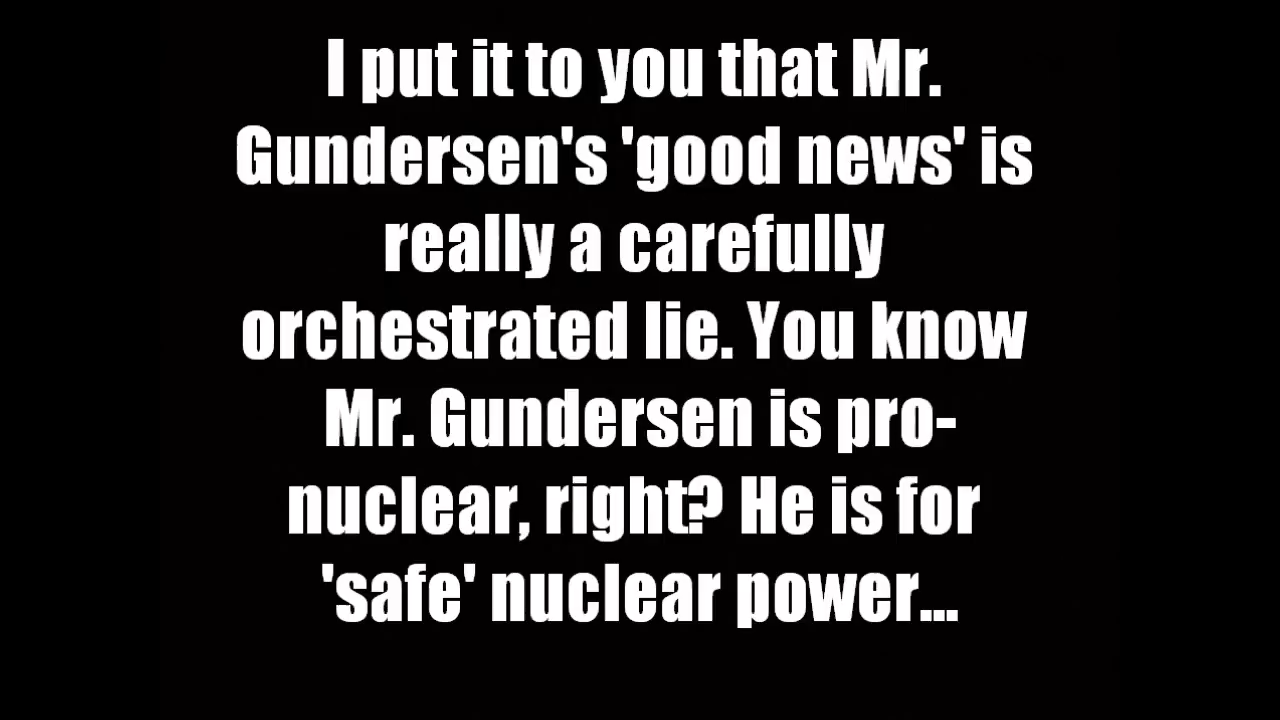 I put it to you that Mr.
Gundersen's 'good news' is
really a carefully
orchestrated lie. You know
Mr. Gundersen is pro-
nuclear, right? He is for
'safe' nuclear power...